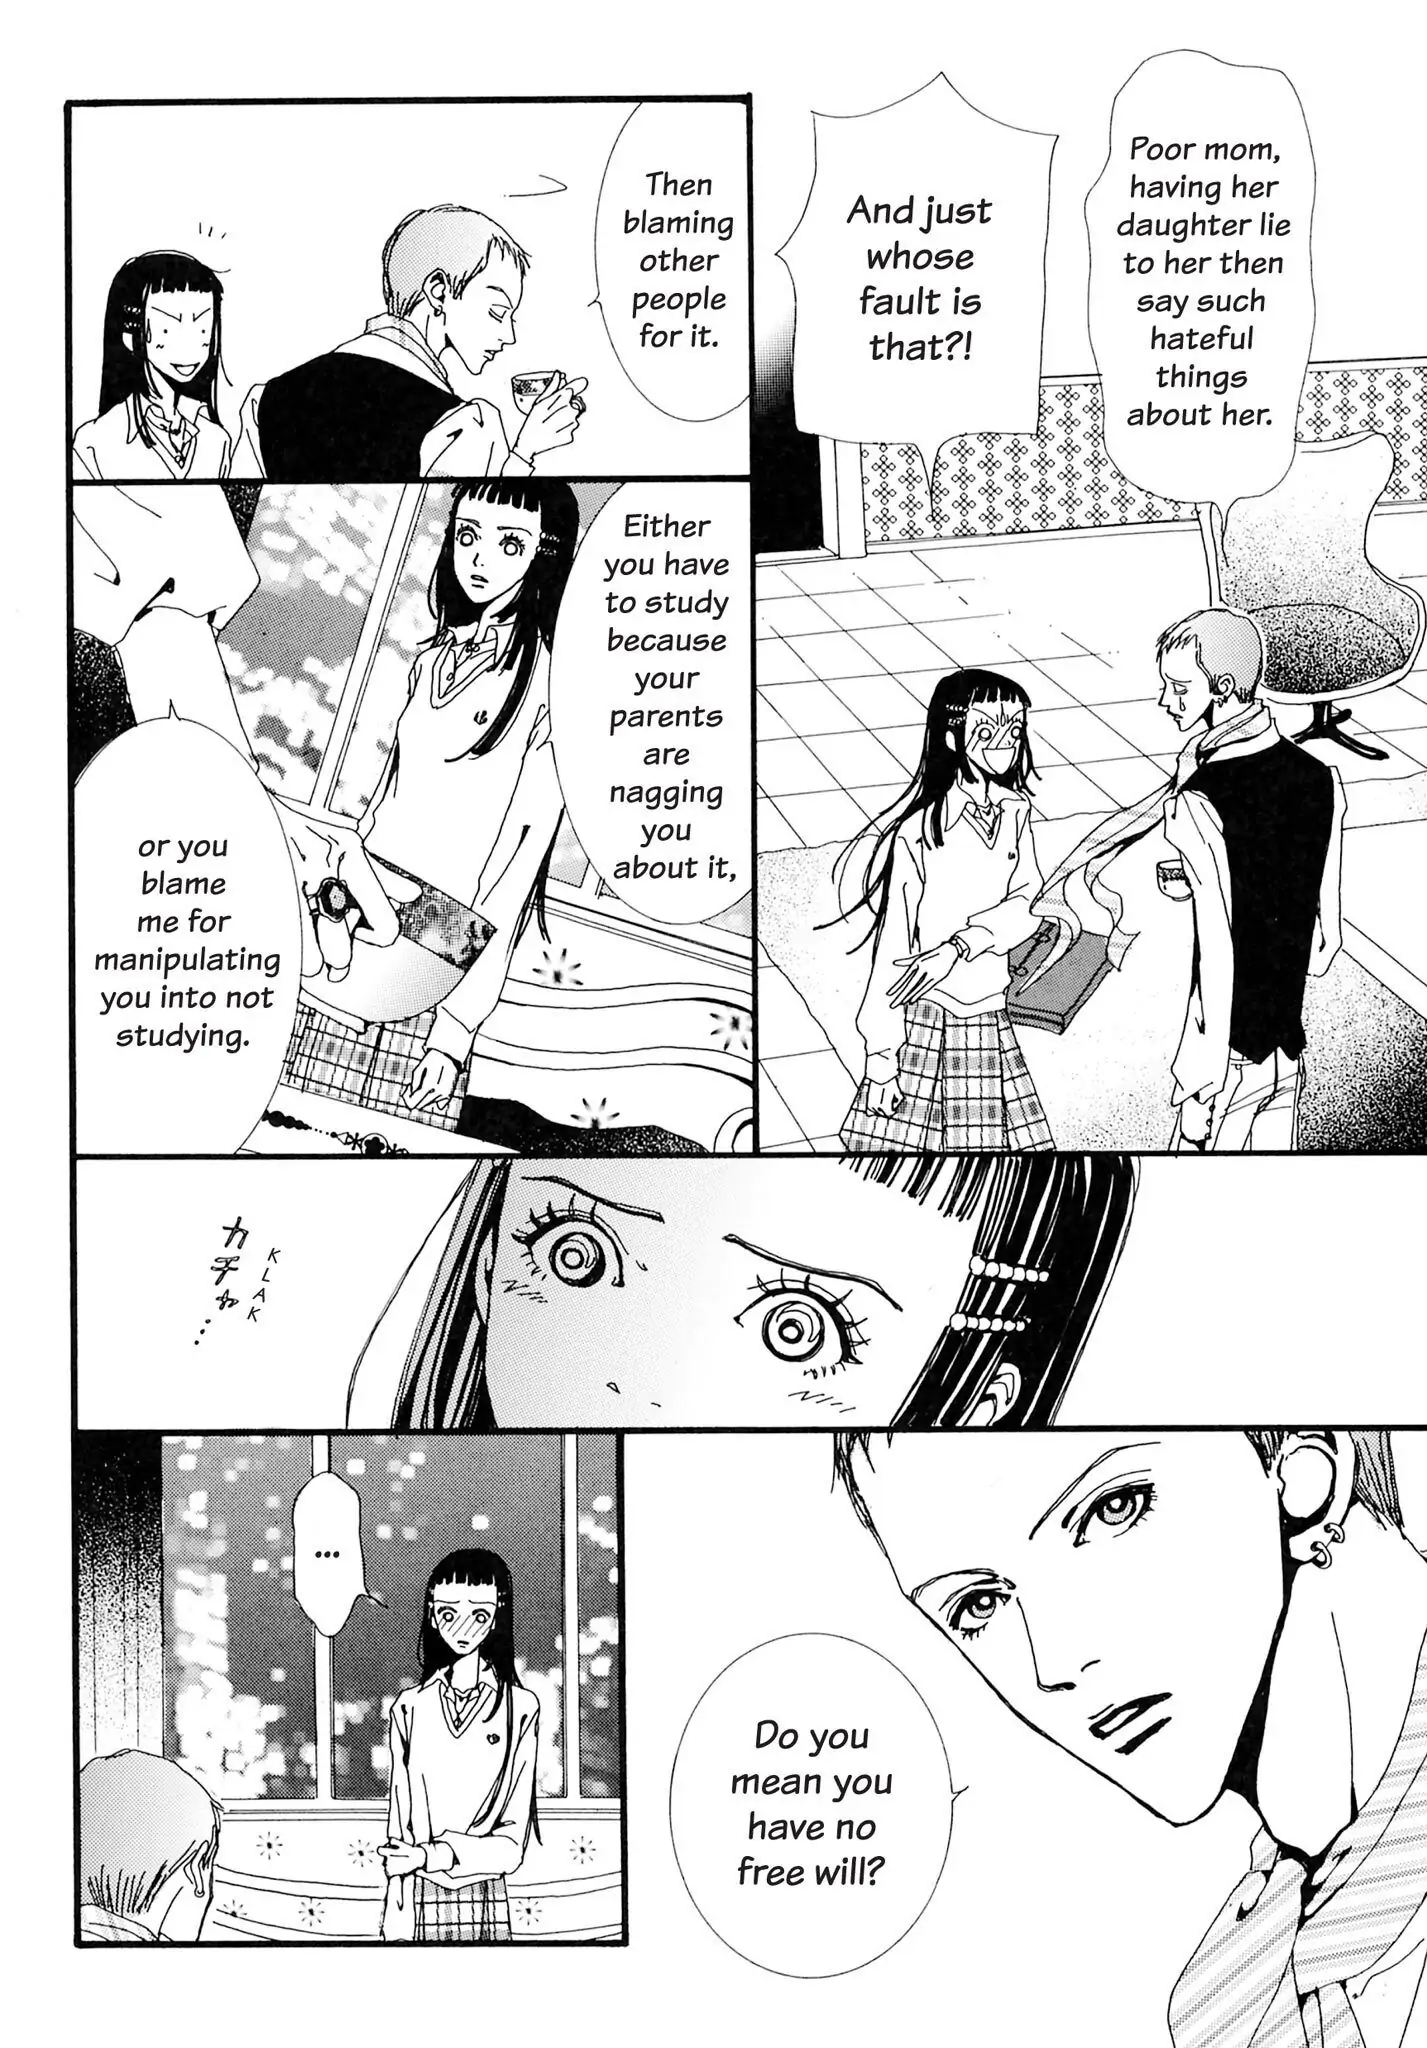 Poor mom,
having her
daughter lie
to her then
say such
hateful
things
about her.
And just
whose
fault is
that?!
Then
blaming
other
people
for it.
Either
you have
to study
because
your
parents
are
nagging
you
about it,
or you
blame
me for
manipulating
you into not
studying.
KLAK
カチャ…
Do you
mean you
have no
free will?
...